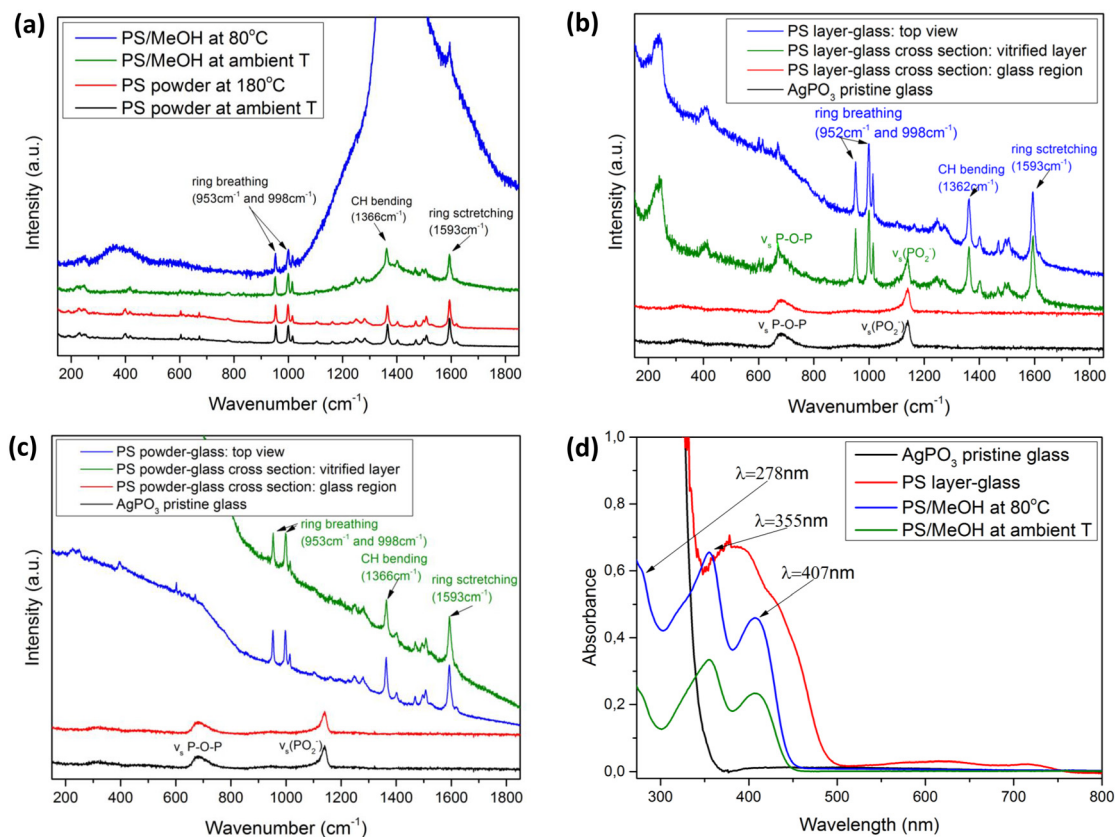 (a)
PS/MeOH at 80°C
PS/MeOH at ambient T
PS powder at 180°C
PS powder at ambient T
ring breathing
(953cm⁻¹ and 998cm⁻¹)
CH bending
(1366cm⁻¹)
ring sctretching
(1593cm⁻¹)
Intensity (a.u.)
200 400 600 800 1000 1200 1400 1600 1800
Wavenumber (cm⁻¹)
(b)
PS layer-glass: top view
PS layer-glass cross section: vitrified layer
PS layer-glass cross section: glass region
AgPO₃ pristine glass
ring breathing
(952cm⁻¹ and 998cm⁻¹)
CH bending
(1362cm⁻¹)
ring sctretching
(1593cm⁻¹)
νs P-O-P
νs(PO₂⁻)
νs P-O-P
νs(PO₂⁻)
Intensity (a.u.)
200 400 600 800 1000 1200 1400 1600 1800
Wavenumber (cm⁻¹)
(c)
PS powder-glass: top view
PS powder-glass cross section: vitrified layer
PS powder-glass cross section: glass region
AgPO₃ pristine glass
ring breathing
(953cm⁻¹ and 998cm⁻¹)
CH bending
(1366cm⁻¹)
ring sctretching
(1593cm⁻¹)
νs P-O-P
νs(PO₂⁻)
Intensity (a.u.)
200 400 600 800 1000 1200 1400 1600 1800
Wavenumber (cm⁻¹)
(d)
AgPO₃ pristine glass
PS layer-glass
PS/MeOH at 80°C
PS/MeOH at ambient T
λ=278nm
λ=355nm
λ=407nm
Absorbance
1,0
0,8
0,6
0,4
0,2
0,0
300 400 500 600 700 800
Wavelength (nm)